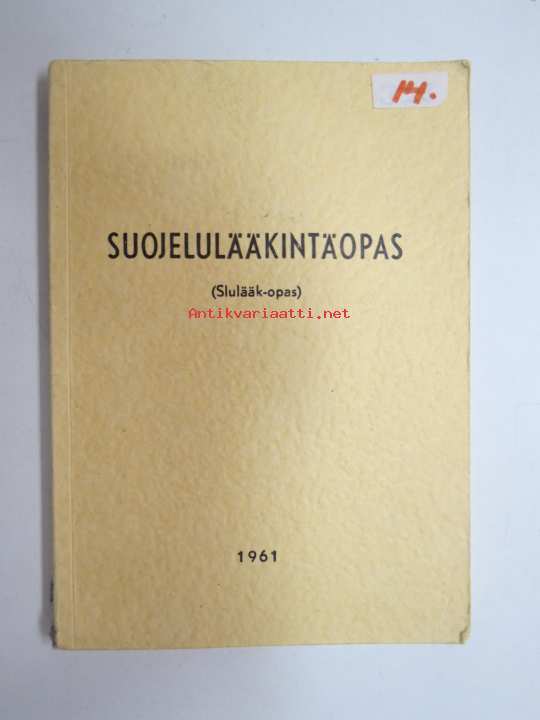 14.
SUOJELULÄÄKINTÄOPAS
(Slulääk-opas)
Antikvariaatti.net
1961